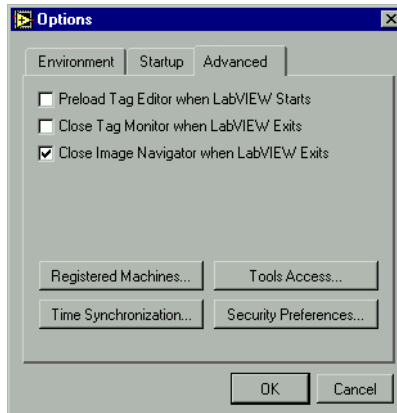 Options
Environment Startup Advanced
Preload Tag Editor when LabVIEW Starts
Close Tag Monitor when LabVIEW Exits
Close Image Navigator when LabVIEW Exits
Registered Machines... Tools Access...
Time Synchronization... Security Preferences...
OK Cancel